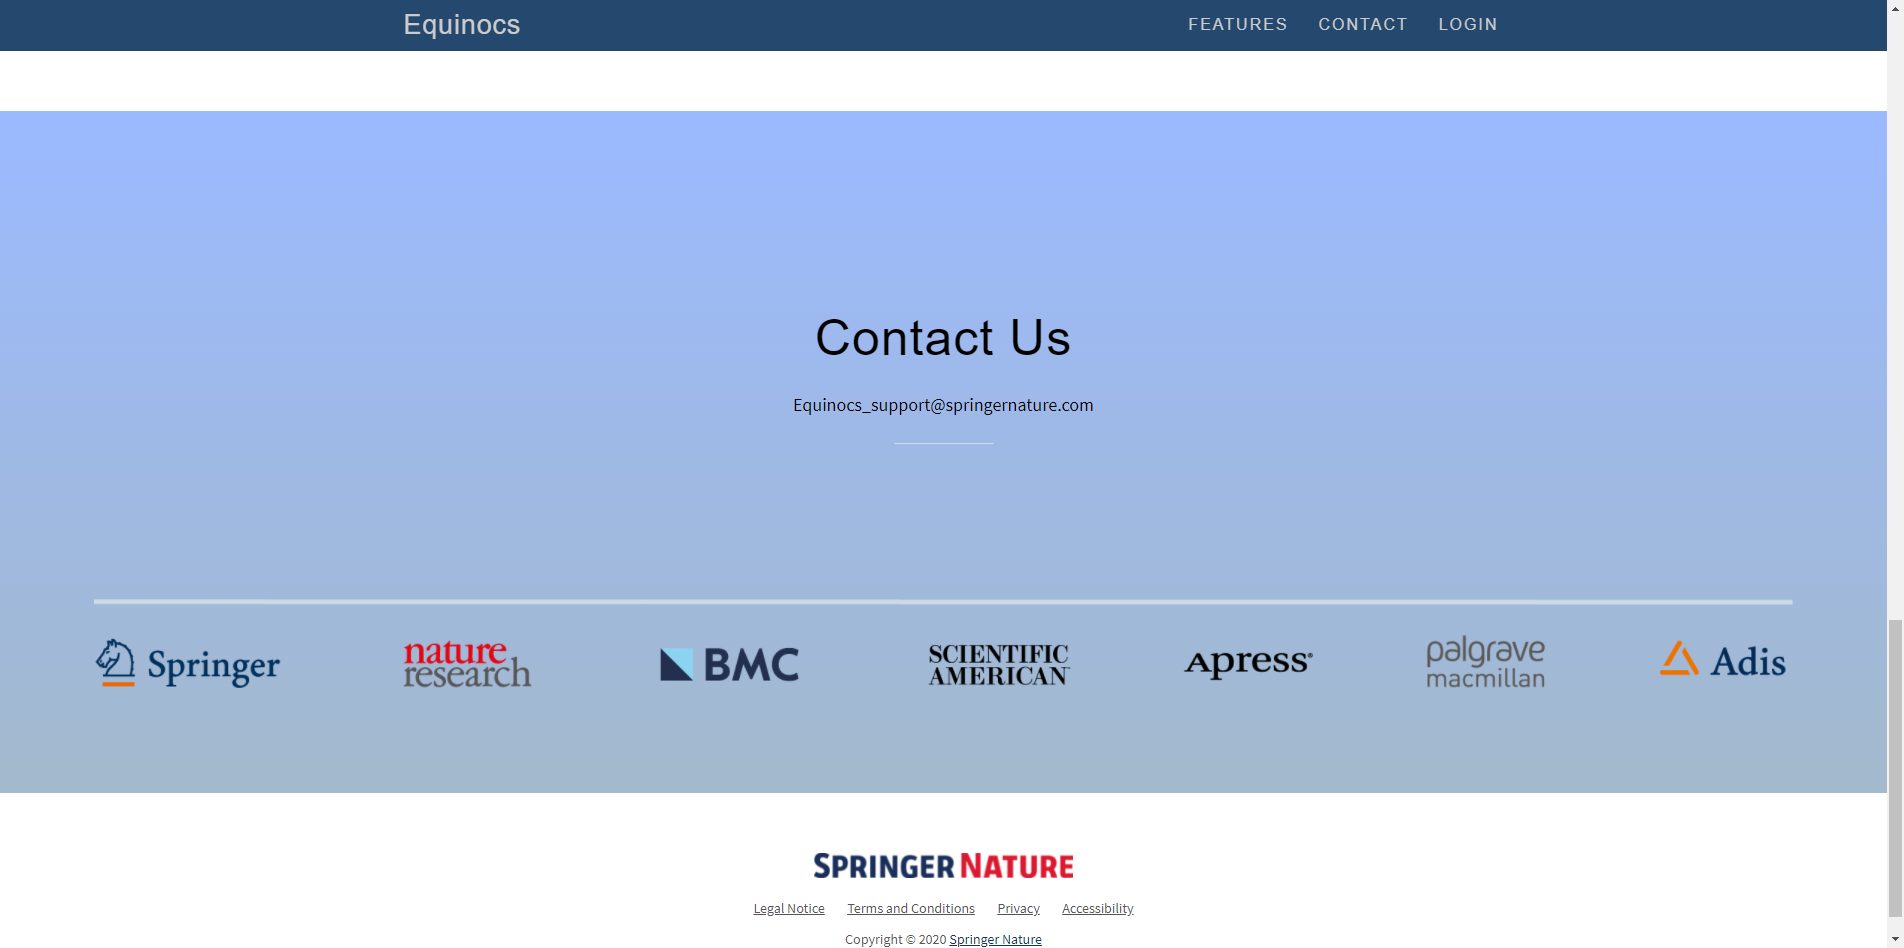 Equinocs FEATURES CONTACT LOGIN
Contact Us
Equinocs_support@springernature.com
Springer nature research BMC SCIENTIFIC AMERICAN Apress® palgrave macmillan Adis
SPRINGER NATURE
Legal Notice Terms and Conditions Privacy Accessibility
Copyright © 2020 Springer Nature